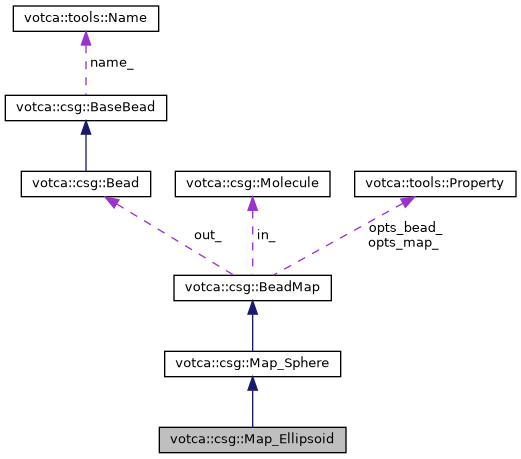 votca::tools::Name
name_
votca::csg::BaseBead
votca::csg::Bead
votca::csg::Molecule
votca::tools::Property
out_
in_
opts_bead_
opts_map_
votca::csg::BeadMap
votca::csg::Map_Sphere
votca::csg::Map_Ellipsoid